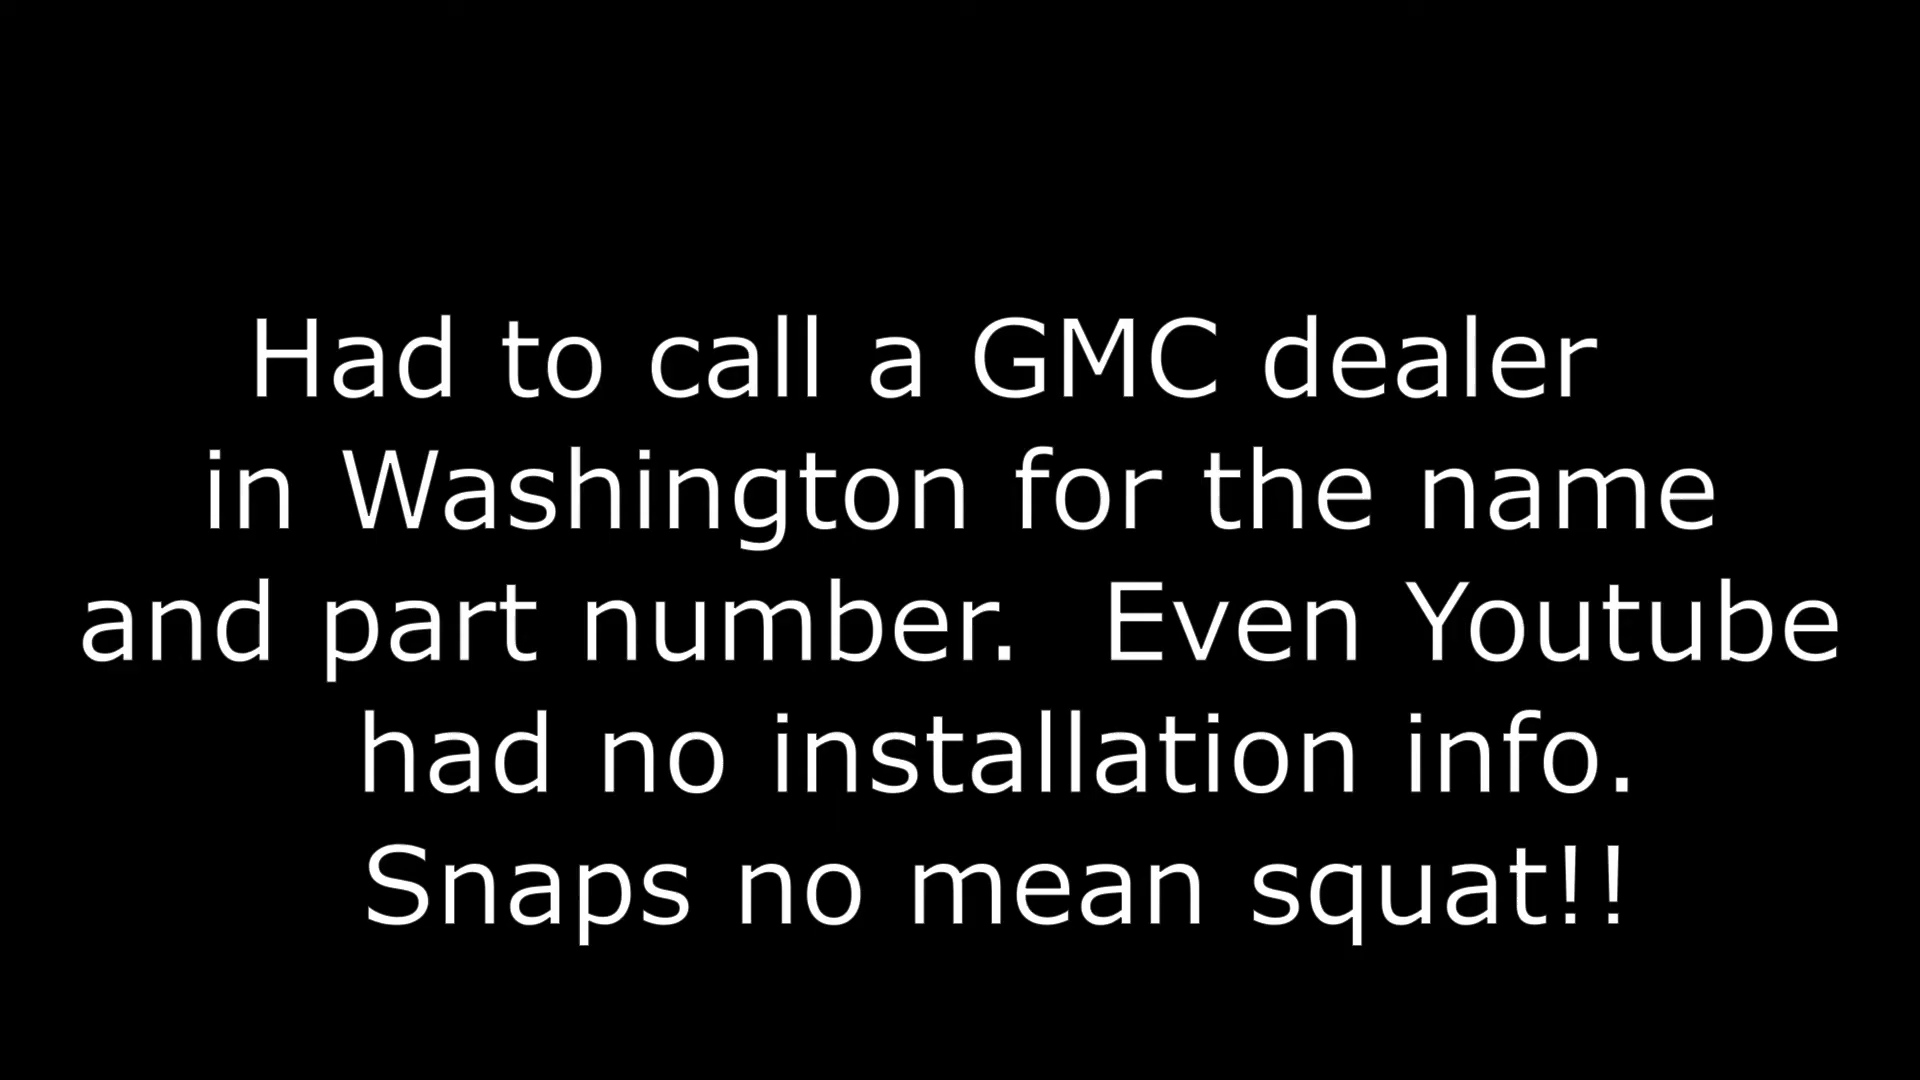 Had to call a GMC dealer
in Washington for the name
and part number.  Even Youtube
had no installation info.
Snaps no mean squat!!